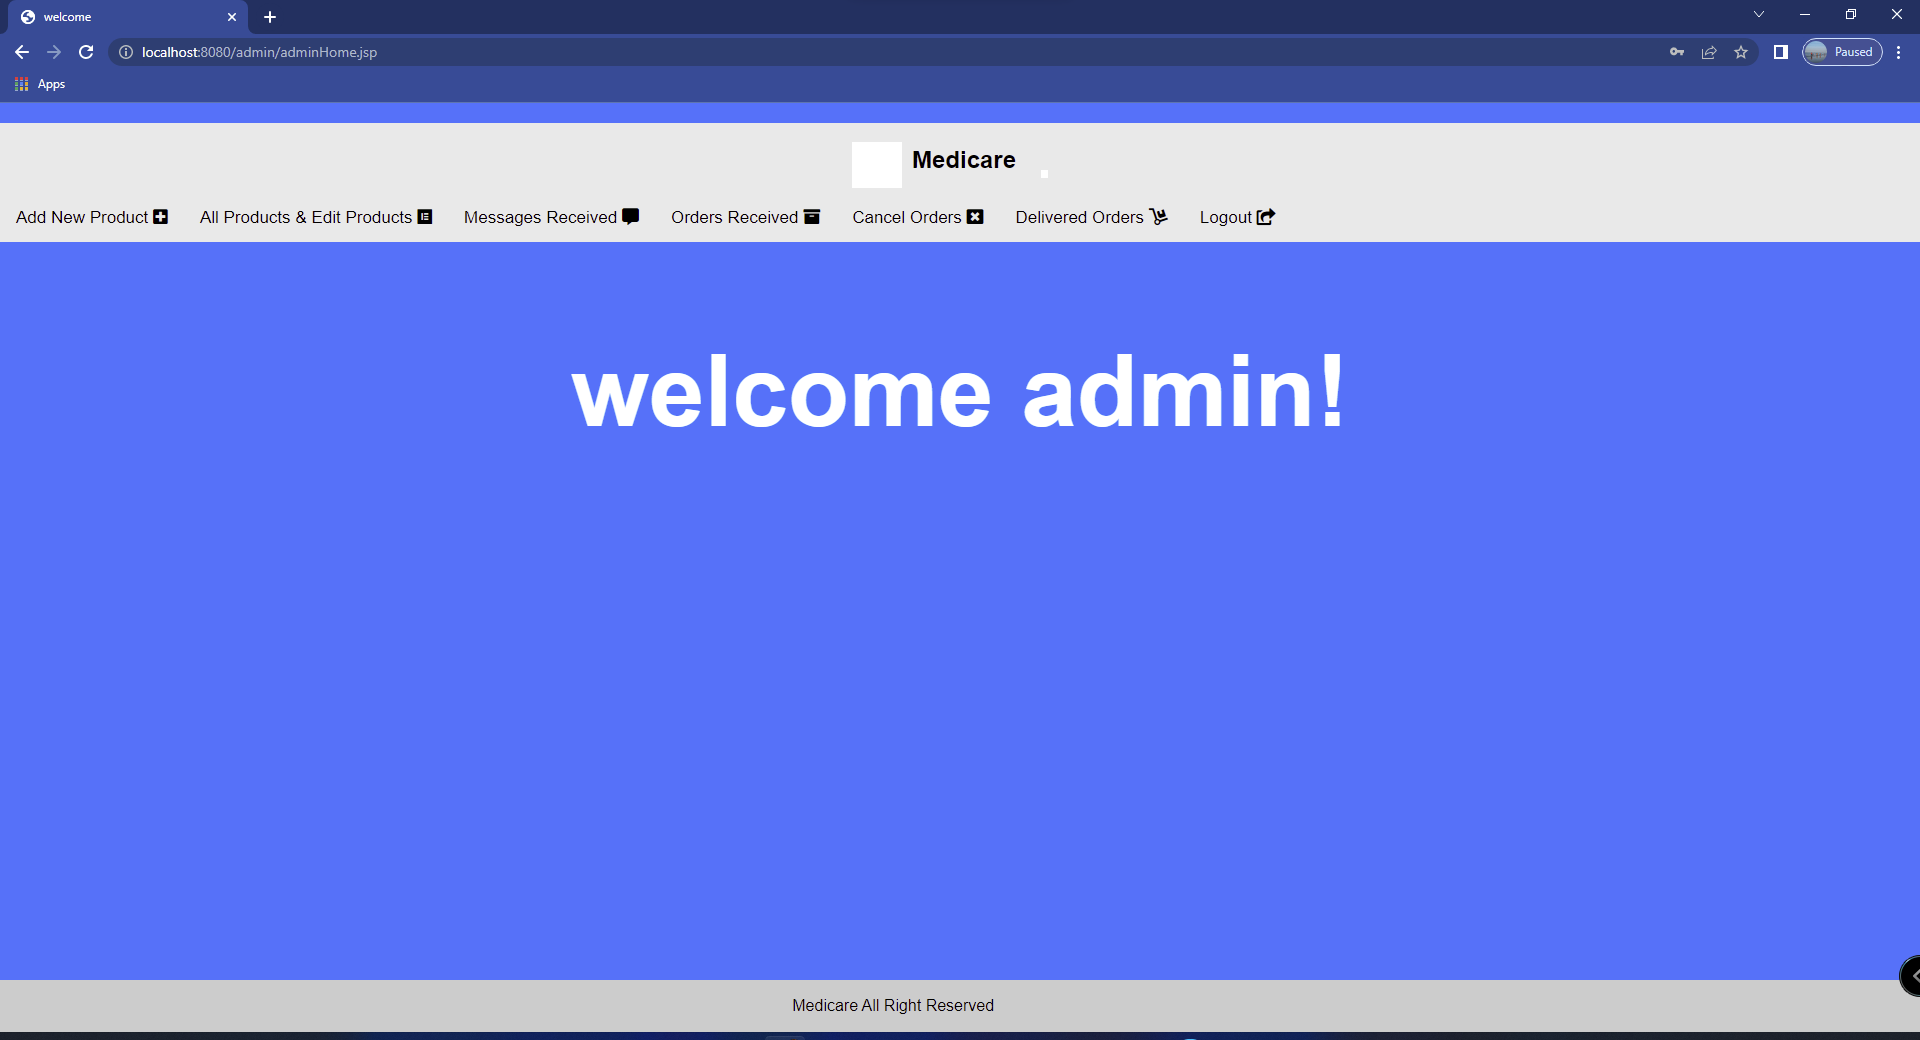 welcome
localhost:8080/admin/adminHome.jsp
Paused
Apps
Medicare
Add New Product All Products & Edit Products Messages Received Orders Received Cancel Orders Delivered Orders Logout
welcome admin!
Medicare All Right Reserved